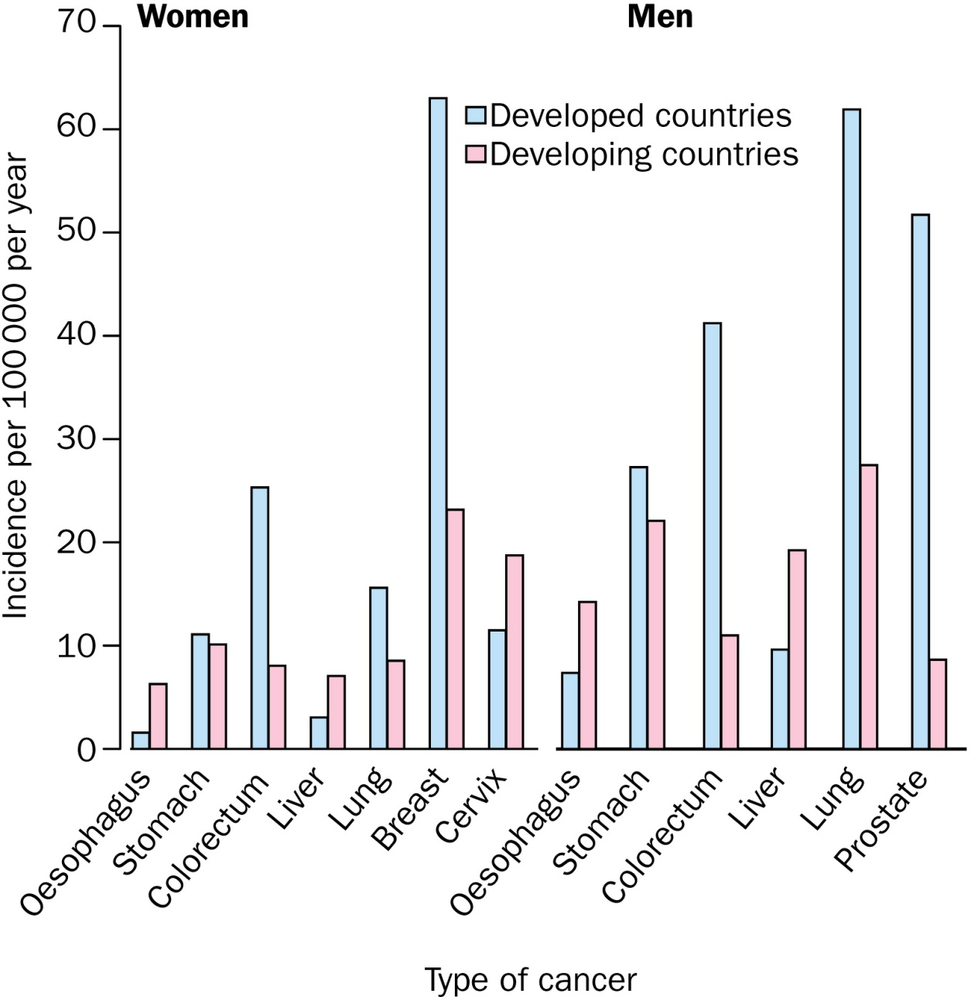 Women
Men
Developed countries
Developing countries
Incidence per 100 000 per year
70
60
50
40
30
20
10
0
Oesophagus
Stomach
Colorectum
Liver
Lung
Breast
Cervix
Oesophagus
Stomach
Colorectum
Liver
Lung
Prostate
Type of cancer